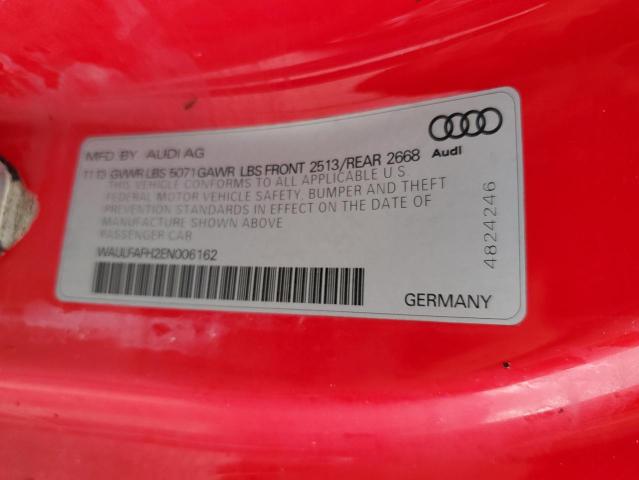 MFD BY AUDI AG
11 13 GVWR LBS 5071 GAWR LBS FRONT 2513/REAR 2668
THIS VEHICLE CONFORMS TO ALL APPLICABLE U S
FEDERAL MOTOR VEHICLE SAFETY, BUMPER AND THEFT
PREVENTION STANDARDS IN EFFECT ON THE DATE OF
MANUFACTURE SHOWN ABOVE
PASSENGER CAR
WAULFAFH2EN006162
Audi
4824246
GERMANY